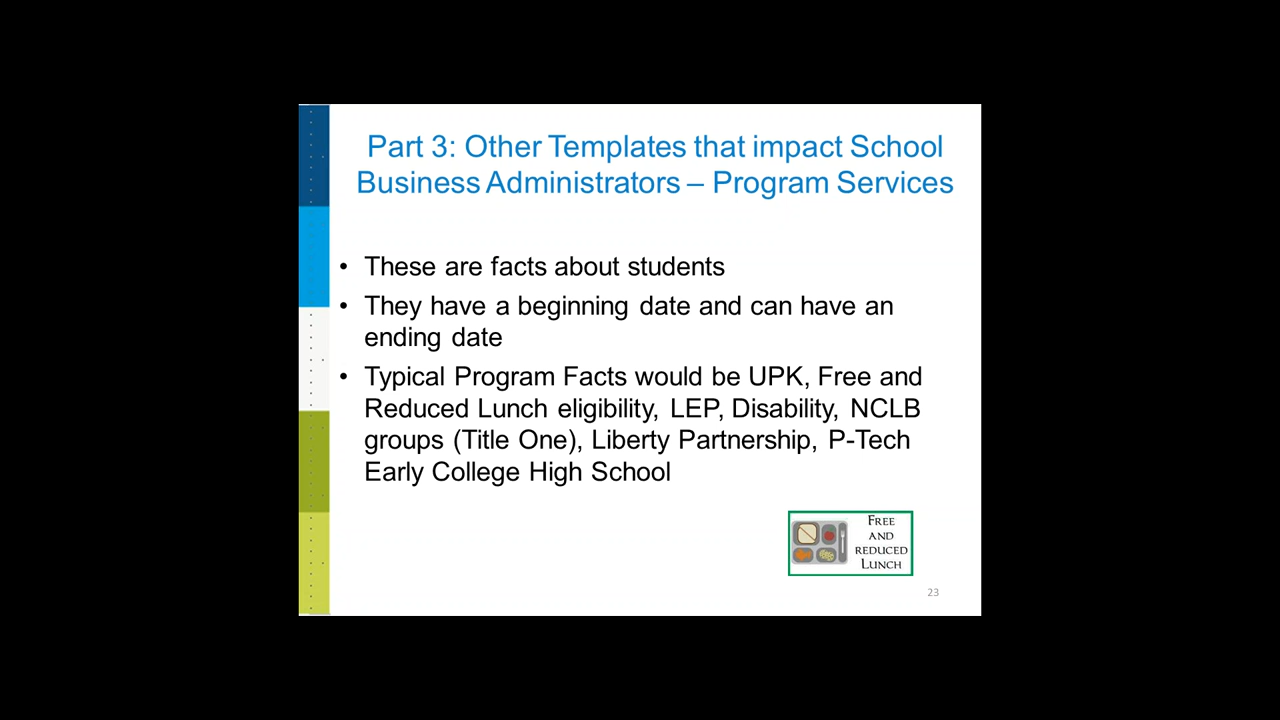 Part 3: Other Templates that impact School
Business Administrators – Program Services
• These are facts about students
• They have a beginning date and can have an
ending date
• Typical Program Facts would be UPK, Free and
Reduced Lunch eligibility, LEP, Disability, NCLB
groups (Title One), Liberty Partnership, P-Tech
Early College High School
Free
and
reduced
Lunch
23